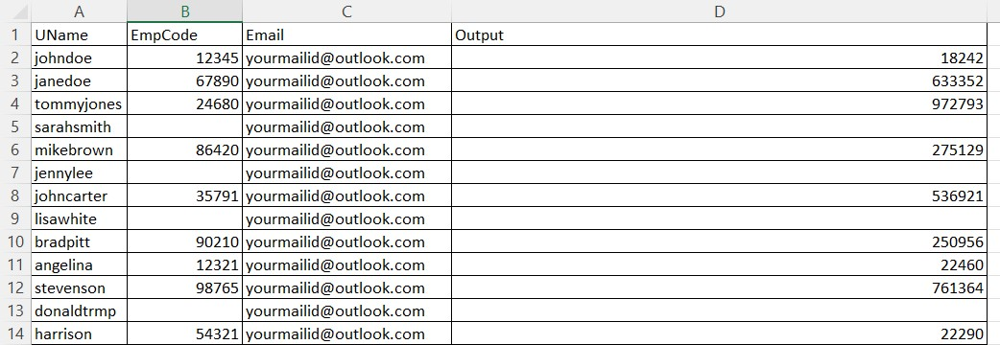 A B C D
1 UName EmpCode Email Output
2 johndoe 12345 yourmailid@outlook.com 18242
3 janedoe 67890 yourmailid@outlook.com 633352
4 tommyjones 24680 yourmailid@outlook.com 972793
5 sarahsmith yourmailid@outlook.com
6 mikebrown 86420 yourmailid@outlook.com 275129
7 jennylee yourmailid@outlook.com
8 johncarter 35791 yourmailid@outlook.com 536921
9 lisawhite yourmailid@outlook.com
10 bradpitt 90210 yourmailid@outlook.com 250956
11 angelina 12321 yourmailid@outlook.com 22460
12 stevenson 98765 yourmailid@outlook.com 761364
13 donaldtrmp yourmailid@outlook.com
14 harrison 54321 yourmailid@outlook.com 22290